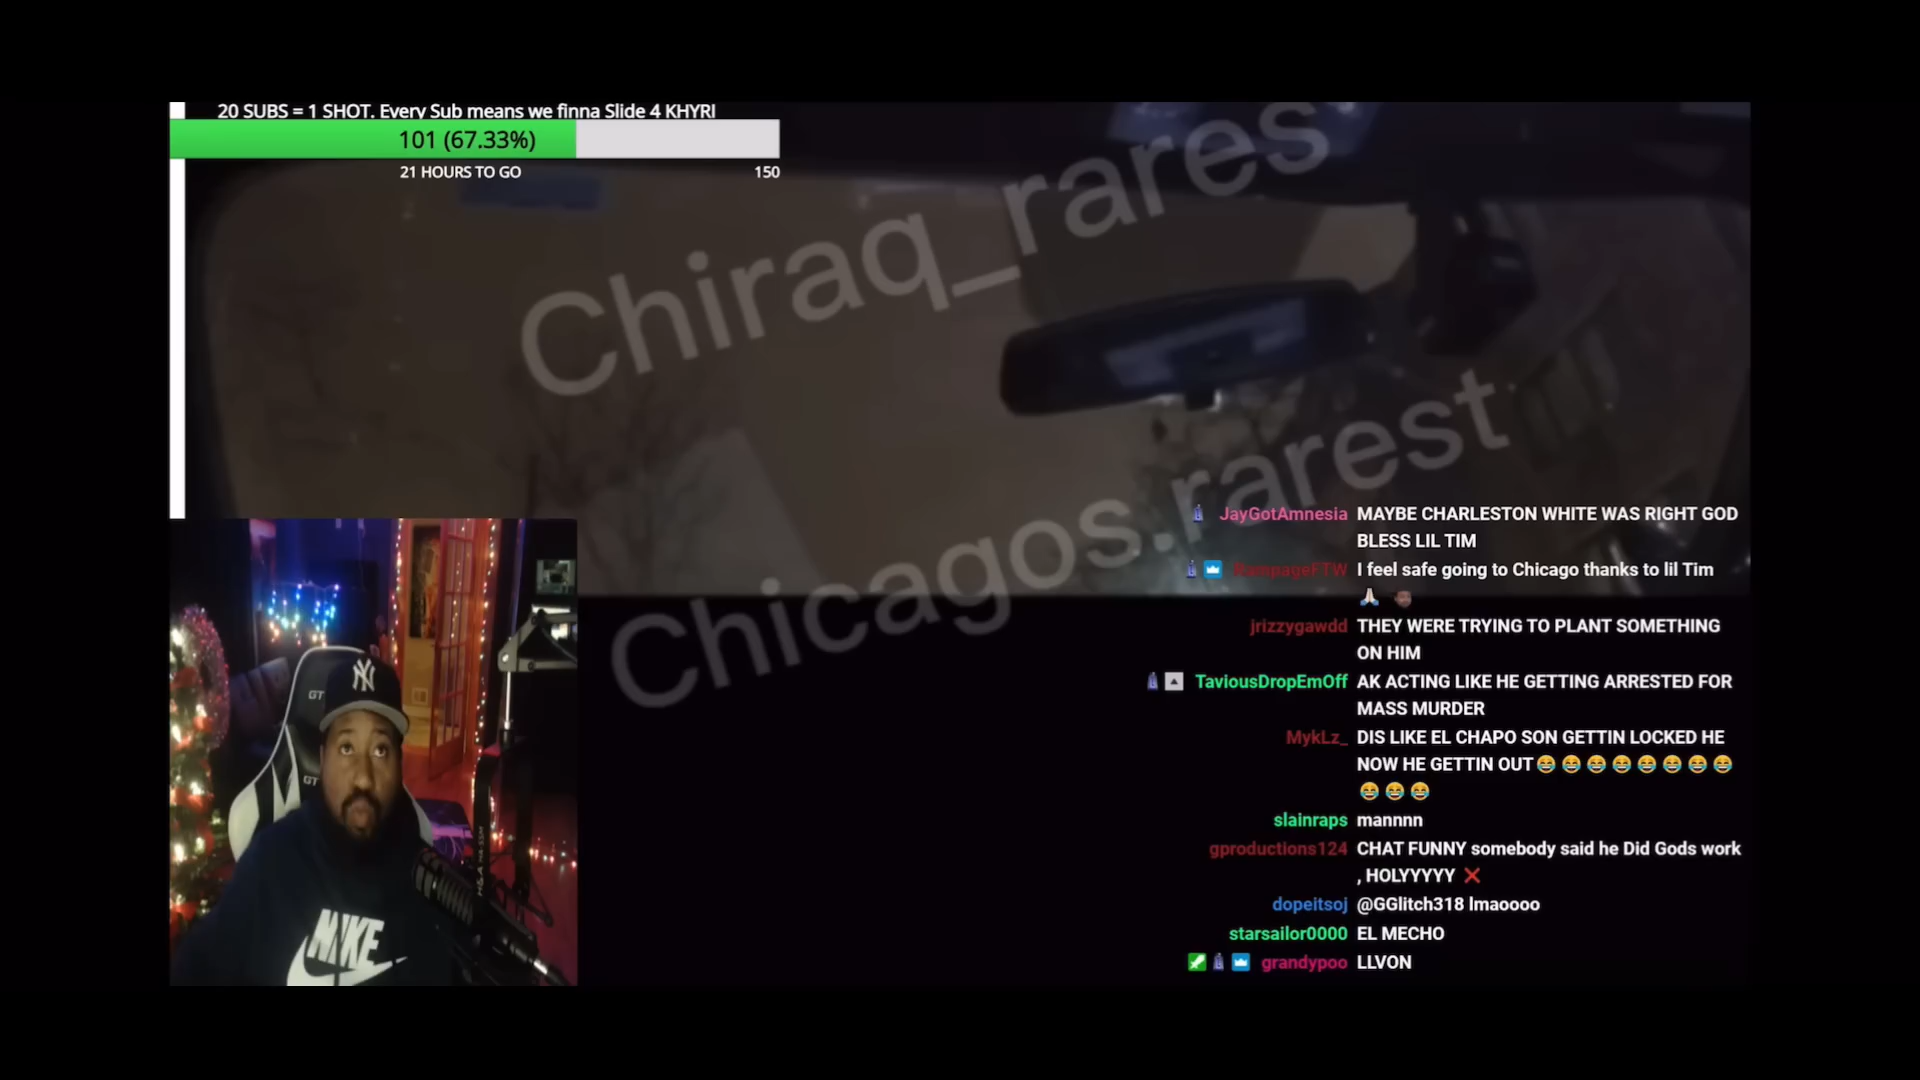 20 SUBS = 1 SHOT. Every Sub means we finna Slide 4 KHYRI
101 (67.33%)
21 HOURS TO GO
150
Chiraq_rares
Chicagos.rarest
JayGotAmnesia MAYBE CHARLESTON WHITE WAS RIGHT GOD
BLESS LIL TIM
RampageFTW I feel safe going to Chicago thanks to lil Tim
🙏🏻
jrizzygawdd THEY WERE TRYING TO PLANT SOMETHING
ON HIM
TaviousDropEmOff AK ACTING LIKE HE GETTING ARRESTED FOR
MASS MURDER
MykLz_ DIS LIKE EL CHAPO SON GETTIN LOCKED HE
NOW HE GETTIN OUT😂😂😂😂😂😂😂😂
😂😂😂
slainraps mannnn
gproductions124 CHAT FUNNY somebody said he Did Gods work
, HOLYYYYY ❌
dopeitsoj @GGlitch318 lmaoooo
starsailor0000 EL MECHO
grandypoo LLVON
GT
GT
NY
NIKE